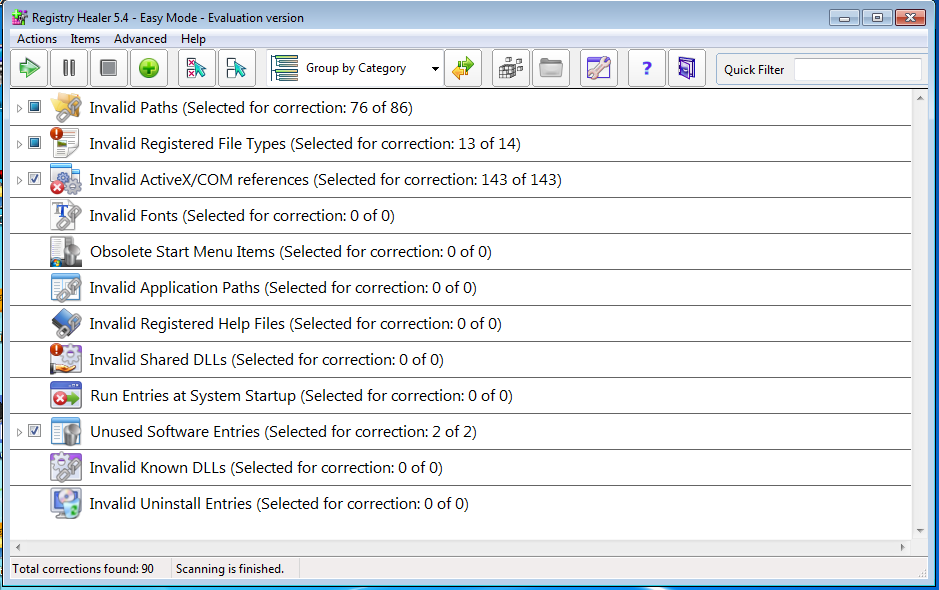 Registry Healer 5.4 - Easy Mode - Evaluation version
Actions Items Advanced Help
Group by Category ? Quick Filter
Invalid Paths (Selected for correction: 76 of 86)
Invalid Registered File Types (Selected for correction: 13 of 14)
Invalid ActiveX/COM references (Selected for correction: 143 of 143)
Invalid Fonts (Selected for correction: 0 of 0)
Obsolete Start Menu Items (Selected for correction: 0 of 0)
Invalid Application Paths (Selected for correction: 0 of 0)
Invalid Registered Help Files (Selected for correction: 0 of 0)
Invalid Shared DLLs (Selected for correction: 0 of 0)
Run Entries at System Startup (Selected for correction: 0 of 0)
Unused Software Entries (Selected for correction: 2 of 2)
Invalid Known DLLs (Selected for correction: 0 of 0)
Invalid Uninstall Entries (Selected for correction: 0 of 0)
Total corrections found: 90 Scanning is finished.